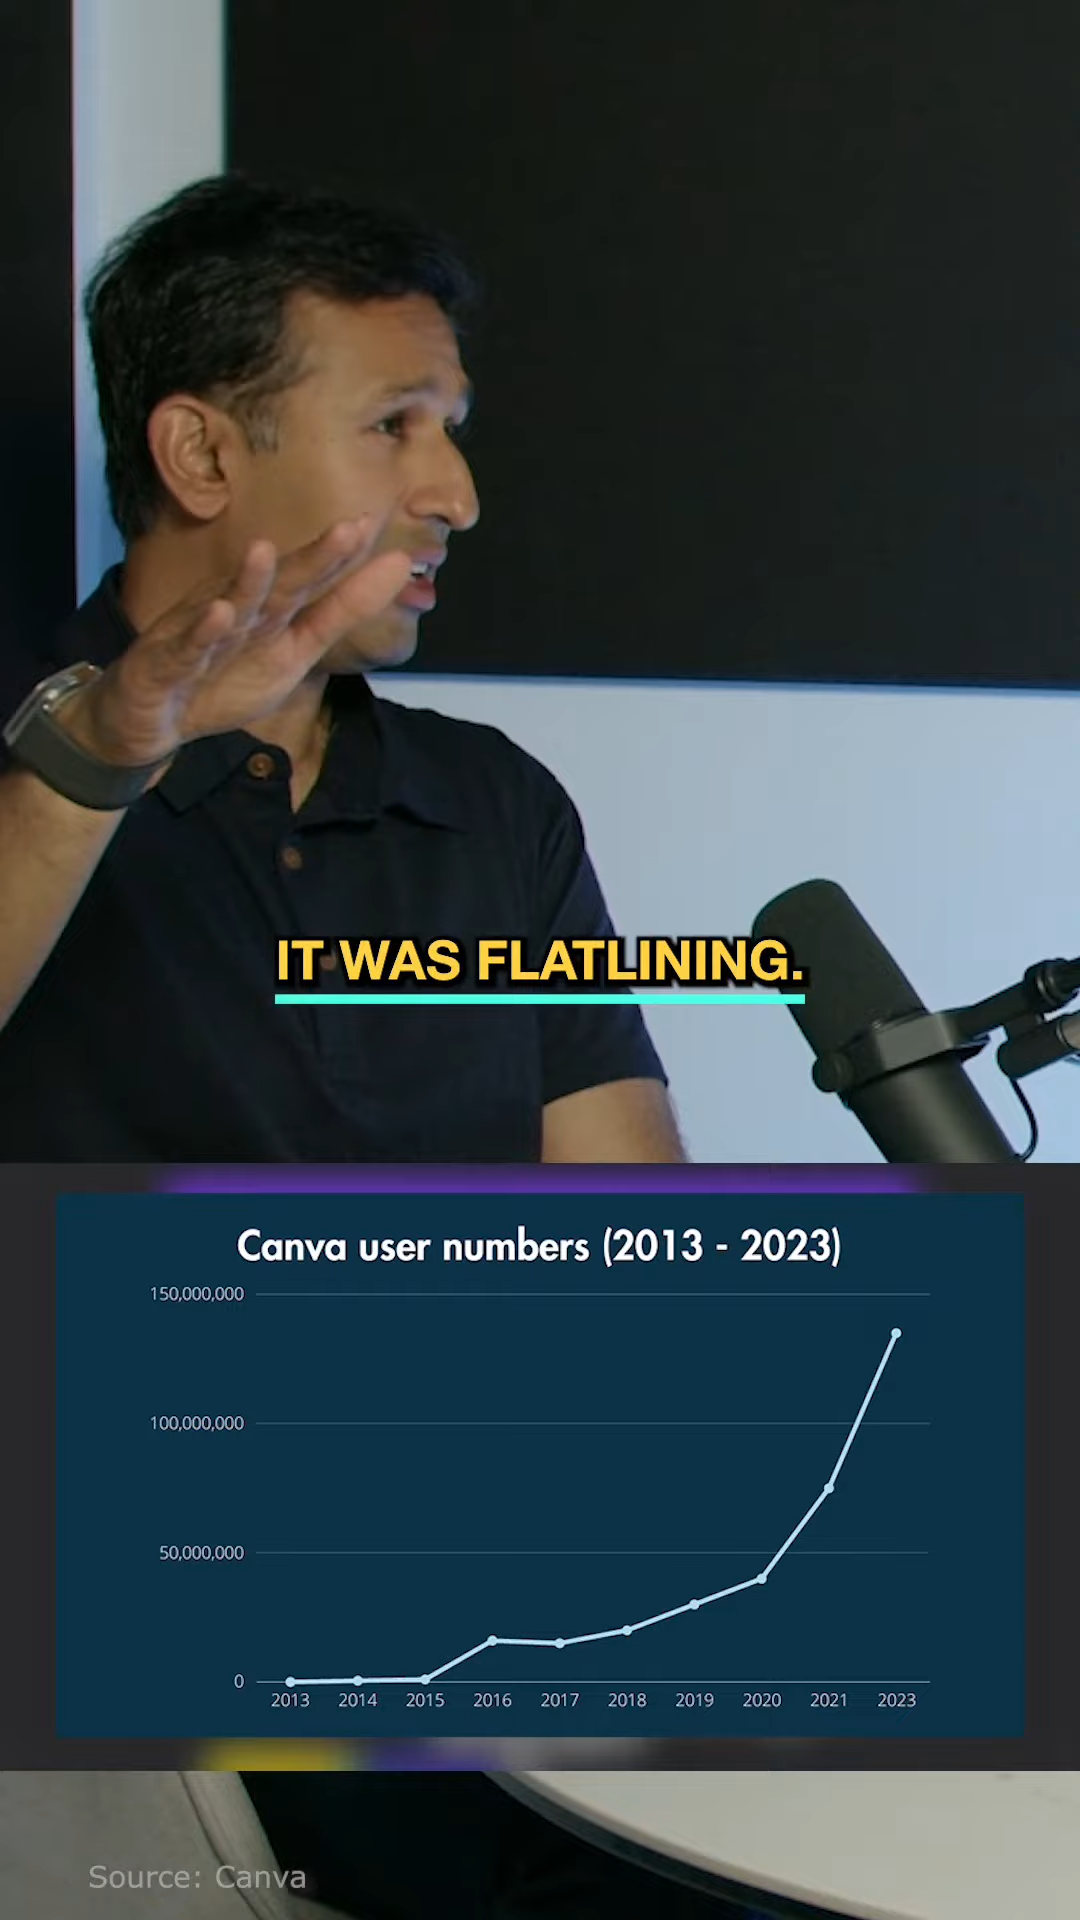 IT WAS FLATLINING.
Canva user numbers (2013 - 2023)
150,000,000
100,000,000
50,000,000
0
2013 2014 2015 2016 2017 2018 2019 2020 2021 2023
Source: Canva